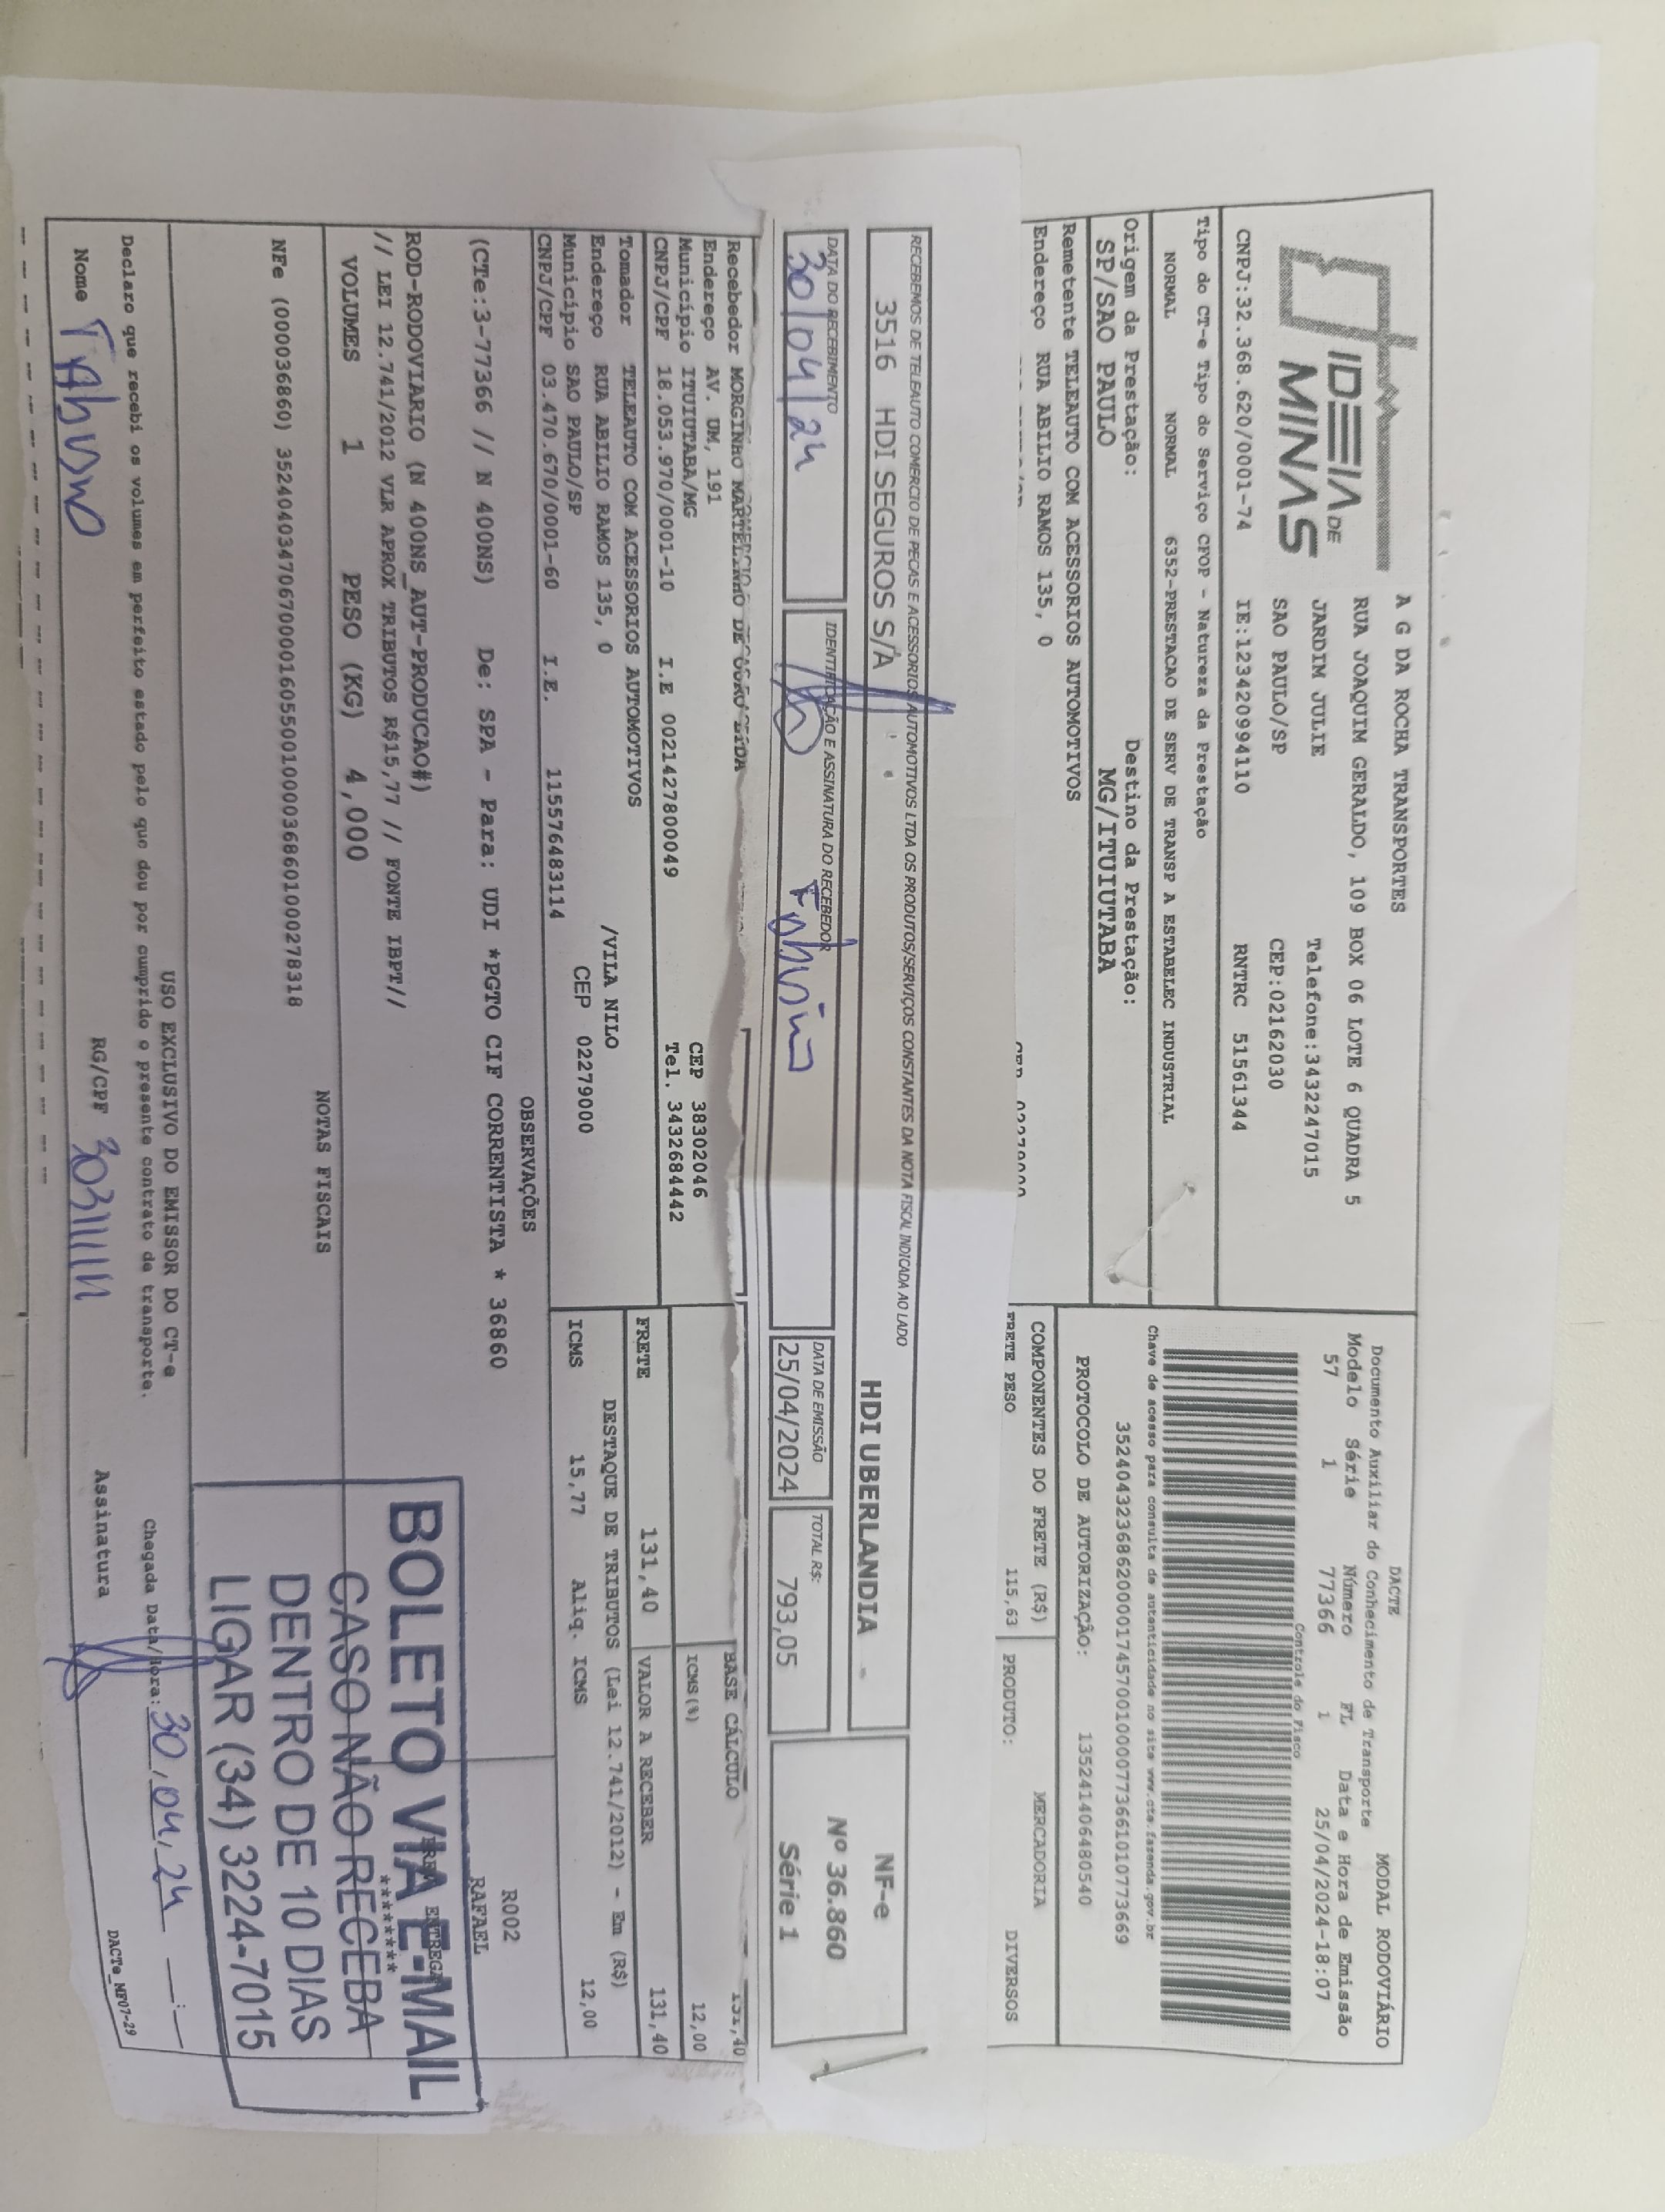 IDEIA DE
MINAS
A G DA ROCHA TRANSPORTES
RUA JOAQUIM GERALDO, 109 BOX 06 LOTE 6 QUADRA 5
JARDIM JULIE Telefone:3432247015
SAO PAULO/SP CEP:02162030
CNPJ:32.368.620/0001-74 IE:123420994110 RNTRC 51561344
DACTE MODAL RODOVIÁRIO
Documento Auxiliar do Conhecimento de Transporte
Modelo Série Número FL Data e Hora de Emissão
57 1 77366 1 25/04/2024-18:07
Controle do Fisco
Tipo do CT-e Tipo do Serviço CFOP - Natureza da Prestação
NORMAL NORMAL 6352-PRESTACAO DE SERV DE TRANSP A ESTABELEC INDUSTRIAL
Chave de acesso para consulta de autenticidade no site www.cte.fazenda.gov.br
35240432368620000174570010000773661010773669
Origem da Prestação: Destino da Prestação:
SP/SAO PAULO MG/ITUIUTABA
PROTOCOLO DE AUTORIZAÇÃO: 135241406480540
Remetente TELEAUTO COM ACESSORIOS AUTOMOTIVOS
Endereço RUA ABILIO RAMOS 135, 0
COMPONENTES DO FRETE (R$) MERCADORIA
FRETE PESO 115,63 PRODUTO: DIVERSOS
RECEBEMOS DE TELEAUTO COMERCIO DE PECAS E ACESSORIOS AUTOMOTIVOS LTDA OS PRODUTOS/SERVIÇOS CONSTANTES DA NOTA FISCAL INDICADA AO LADO
3516 HDI SEGUROS S/A HDI UBERLANDIA
NF-e
Nº 36.860
Série 1
DATA DO RECEBIMENTO IDENTIFICAÇÃO E ASSINATURA DO RECEBEDOR DATA DE EMISSÃO TOTAL R$:
30/04/24 25/04/2024 793,05
Recebedor MORGINHO MARTELINHO DE
Endereço AV. UM, 191
Município ITUIUTABA/MG CEP 38302046
CNPJ/CPF 18.053.970/0001-10 I.E 0021427800049 Tel. 3432684442
BASE CÁLCULO 131,40
ICMS(%) 12,00
FRETE 131,40 VALOR A RECEBER 131,40
Tomador TELEAUTO COM ACESSORIOS AUTOMOTIVOS
Endereço RUA ABILIO RAMOS 135, 0 /VILA NILO
Município SAO PAULO/SP CEP 02279000
CNPJ/CPF 03.470.670/0001-60 I.E. 115576483114
DESTAQUE DE TRIBUTOS (Lei 12.741/2012) - Em (R$)
ICMS 15,77 Aliq. ICMS 12,00
OBSERVAÇÕES
(CTe:3-77366 // N 400NS) De: SPA - Para: UDI *PGTO CIF CORRENTISTA * 36860
R002
RAFAEL
ROD-RODOVIARIO (N 400NS_AUT-PRODUCAO#)
// LEI 12.741/2012 VLR APROX TRIBUTOS R$15,77 // FONTE IBPT//
VOLUMES 1 PESO (KG) 4,000
NOTAS FISCAIS
NFe (000036860) 35240403470670000160550010000368601000278318
BOLETO VIA E-MAIL
CASO NÃO RECEBA
DENTRO DE 10 DIAS
LIGAR (34) 3224-7015
USO EXCLUSIVO DO EMISSOR DO CT-e
Declaro que recebi os volumes em perfeito estado pelo que dou por cumprido o presente contrato de transporte.
Chegada Data/Hora: 30/04/24
Nome RG/CPF Assinatura
DACTe_MF07-29